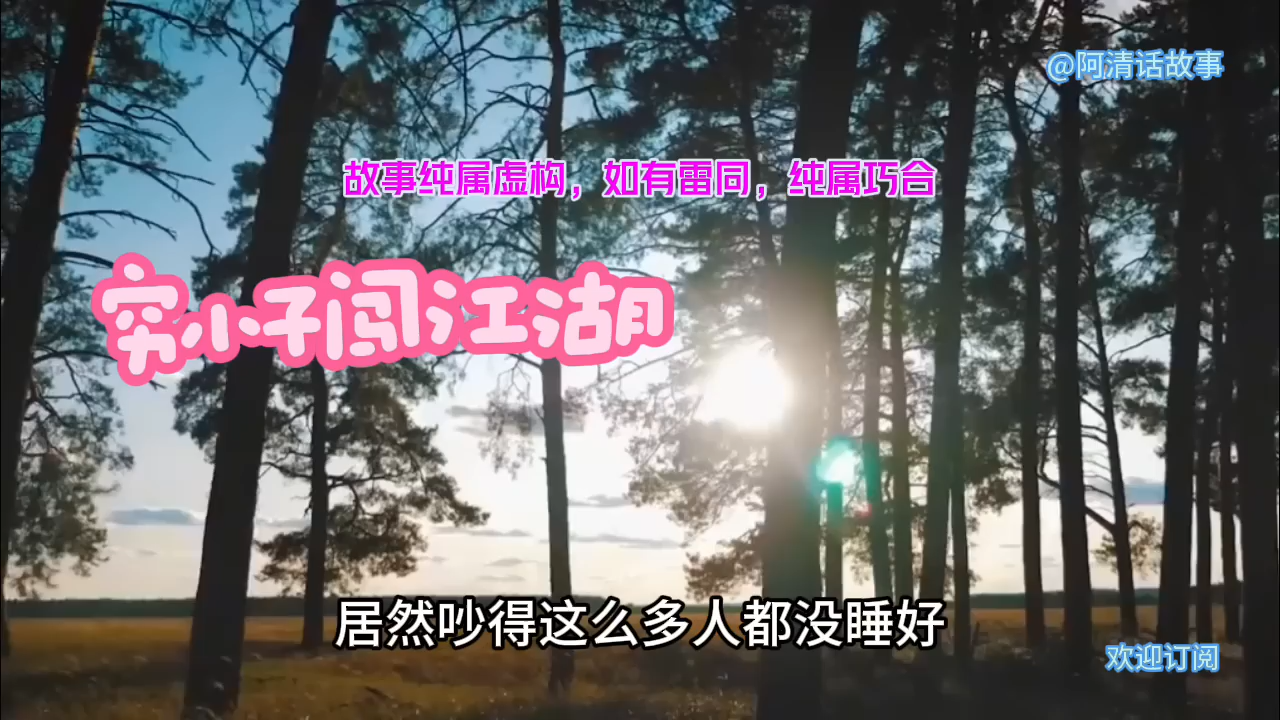 @阿清话故事
故事纯属虚构，如有雷同，纯属巧合
穷小子闯江湖
居然吵得这么多人都没睡好
欢迎订阅